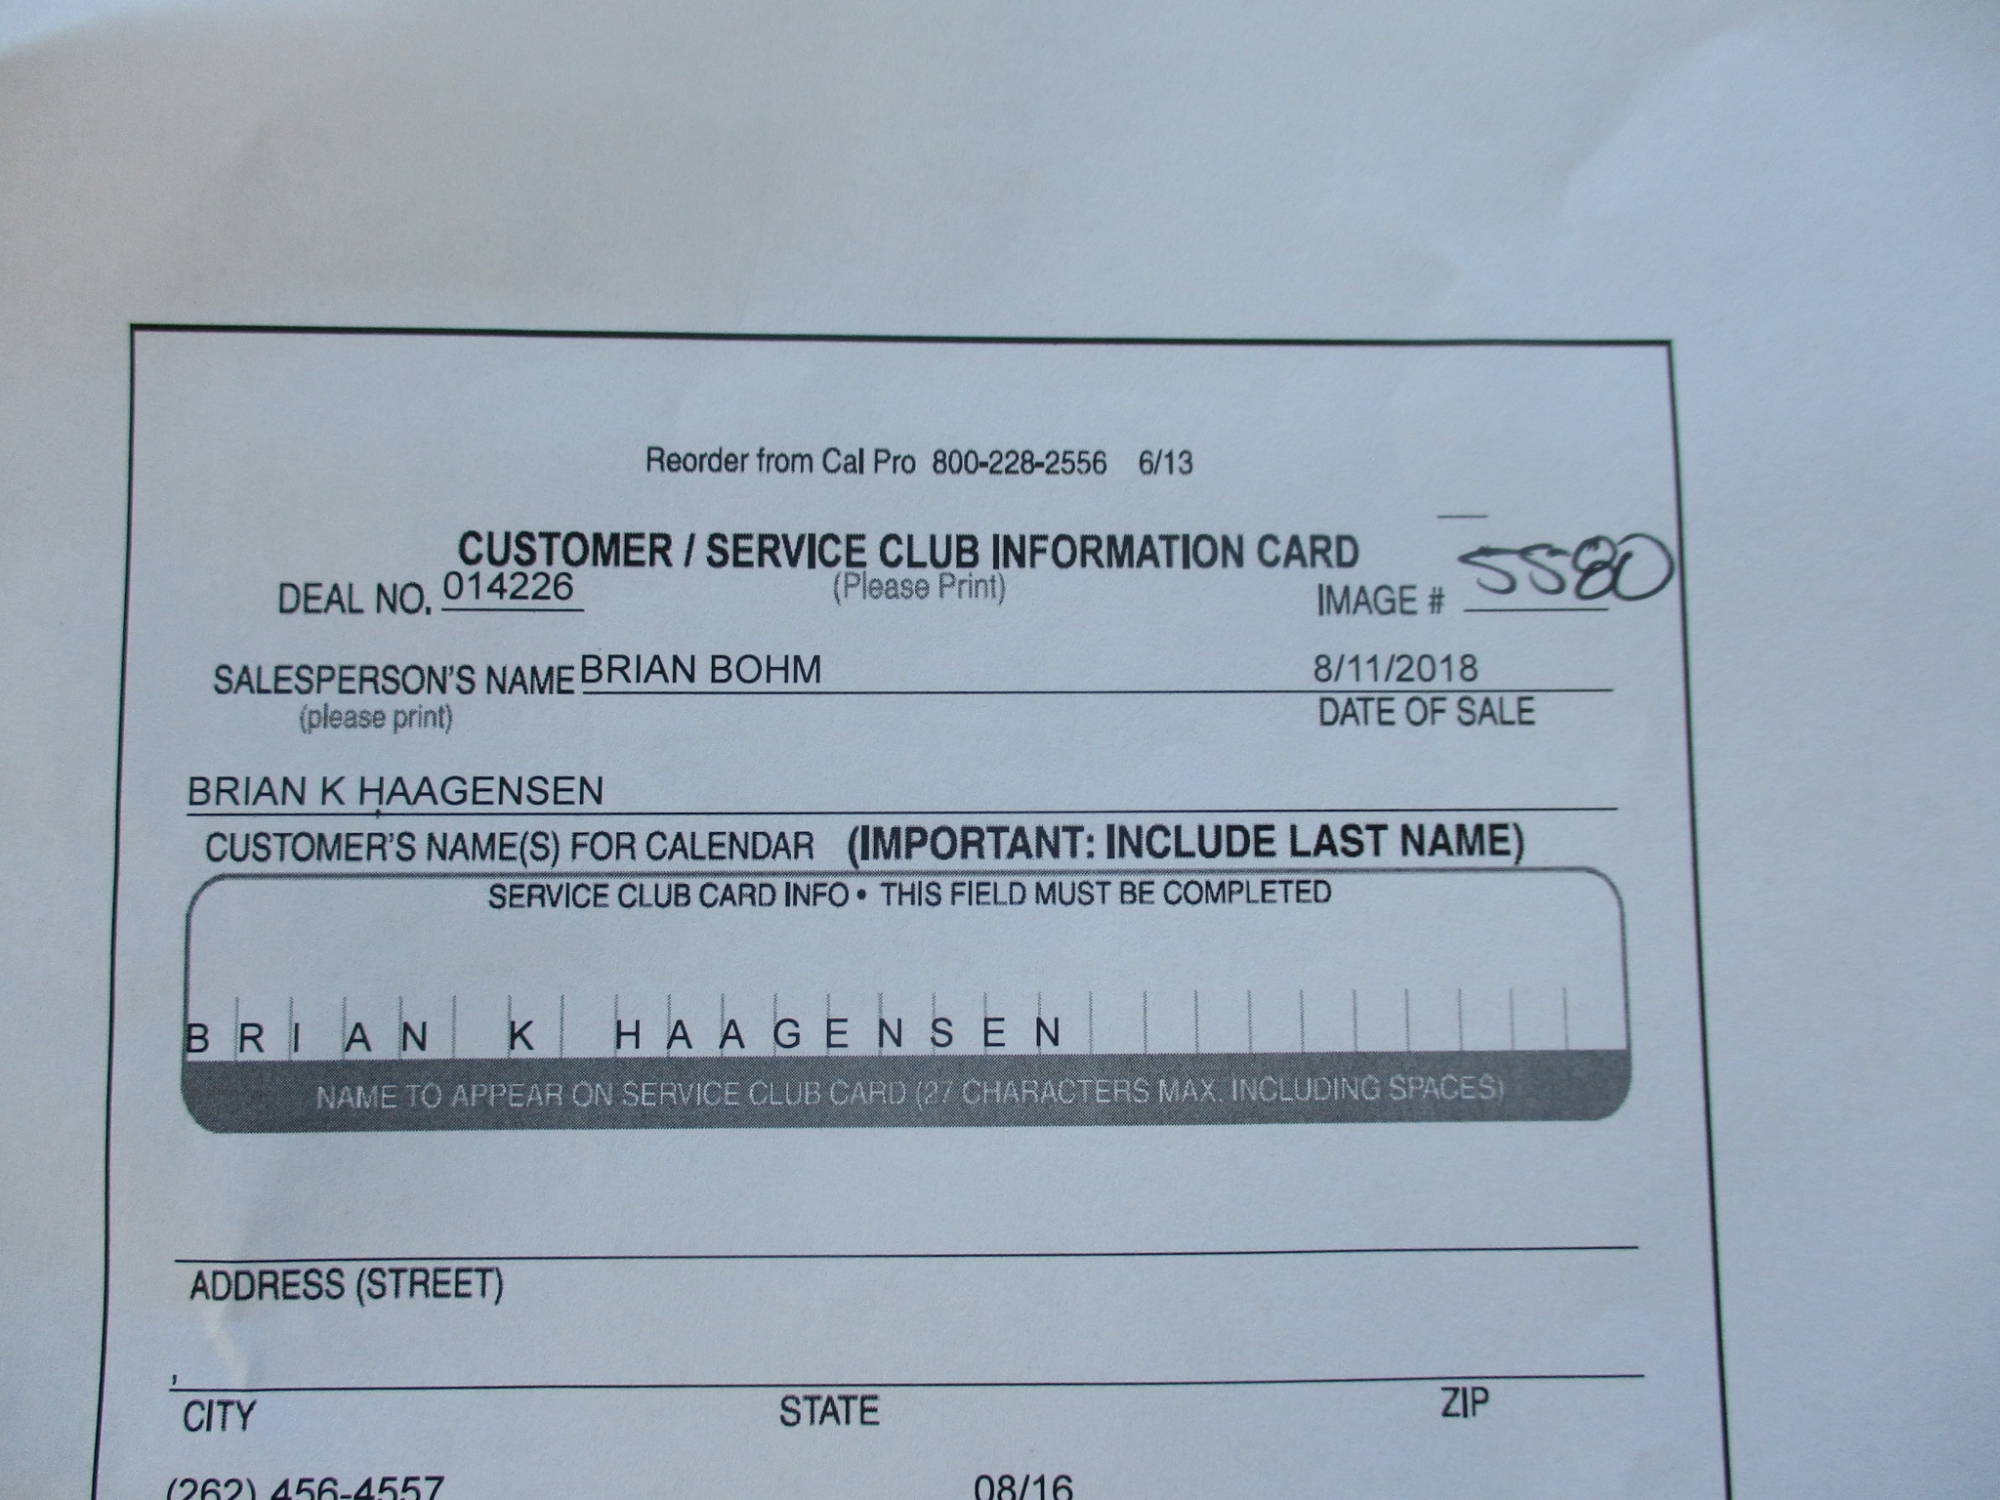 Reorder from Cal Pro 800-228-2556 6/13
CUSTOMER / SERVICE CLUB INFORMATION CARD
DEAL NO. 014226 (Please Print) IMAGE # 5580
SALESPERSON'S NAME BRIAN BOHM 8/11/2018
(please print) DATE OF SALE
BRIAN K HAAGENSEN
CUSTOMER'S NAME(S) FOR CALENDAR (IMPORTANT: INCLUDE LAST NAME)
SERVICE CLUB CARD INFO • THIS FIELD MUST BE COMPLETED
BRIAN K HAAGENSEN
NAME TO APPEAR ON SERVICE CLUB CARD (27 CHARACTERS MAX. INCLUDING SPACES)
ADDRESS (STREET)
,
CITY STATE ZIP
(262) 456-4557 08/16